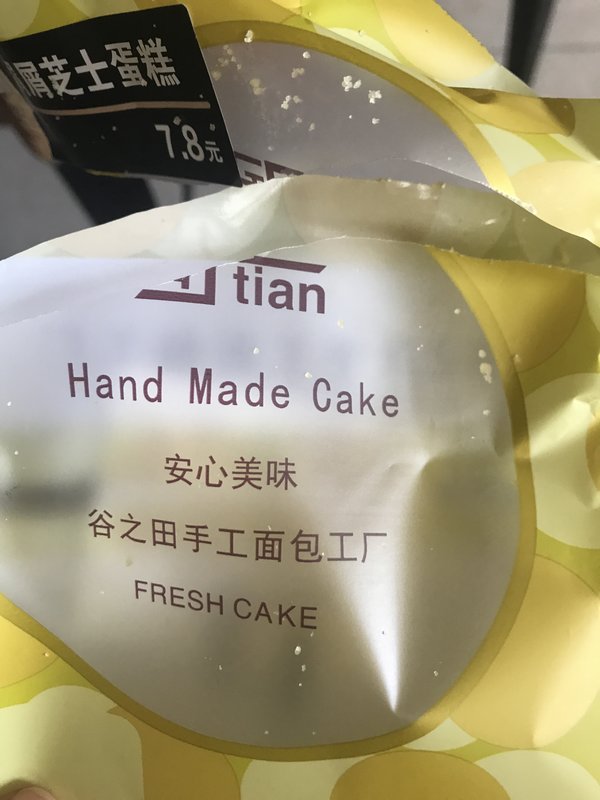 屑芝士蛋糕
7.8元
tian
Hand Made Cake
安心美味
谷之田手工面包工厂
FRESH CAKE